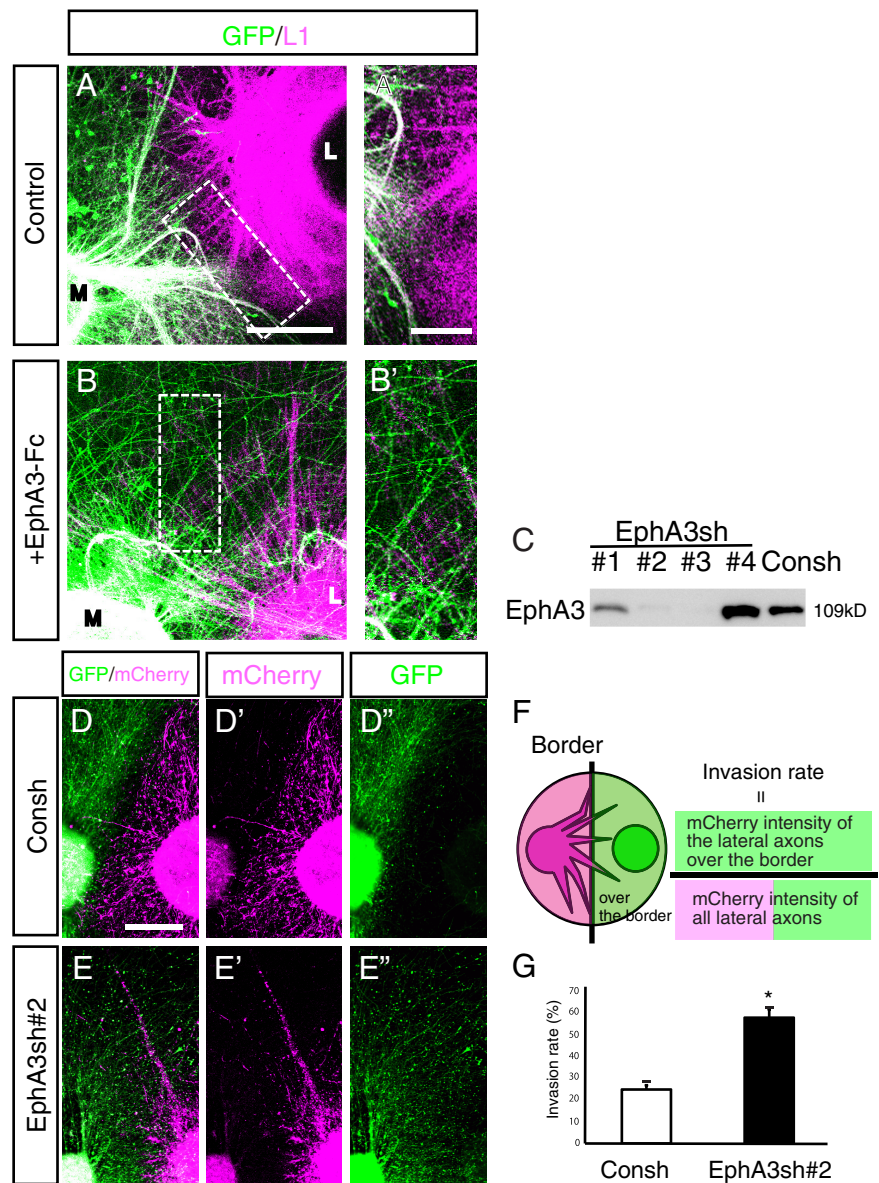 GFP/L1
Control
A
L
M
A'
+EphA3-Fc
B
M
L
B'
C
EphA3sh
#1 #2 #3 #4 Consh
EphA3
109kD
GFP/mCherry
mCherry
GFP
Consh
D
D'
D"
EphA3sh#2
E
E'
E"
F
Border
over
the border
Invasion rate
=
mCherry intensity of
the lateral axons
over the border
mCherry intensity of
all lateral axons
G
Invasion rate (%)
70
60
50
40
30
20
10
0
*
Consh
EphA3sh#2